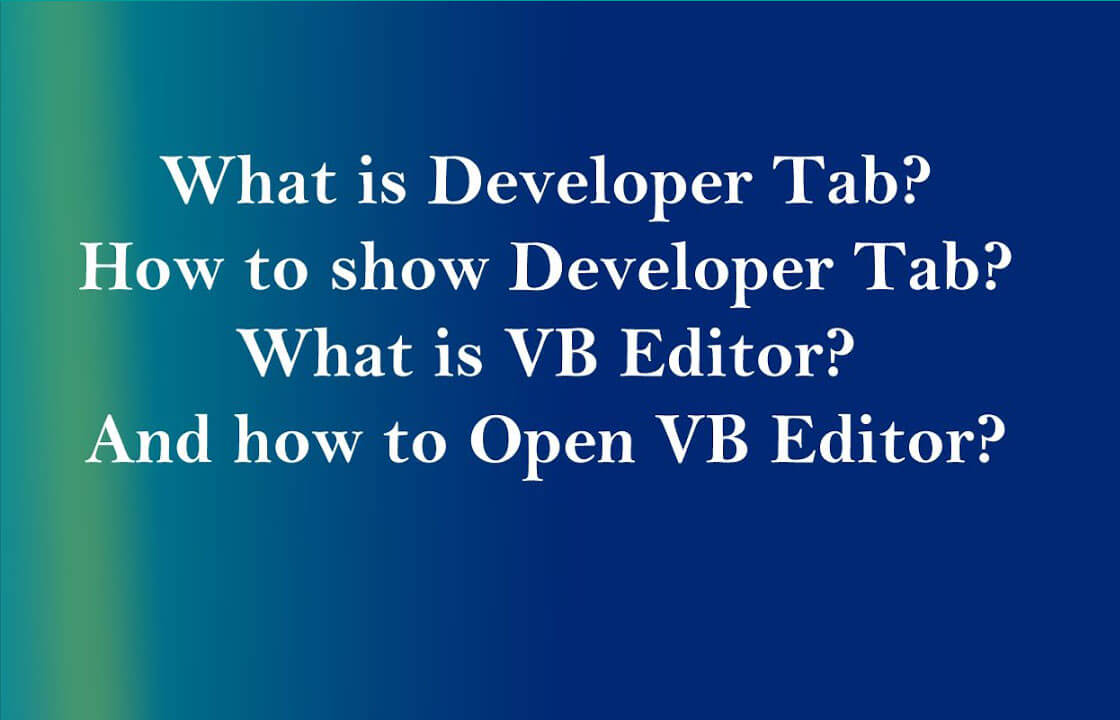 What is Developer Tab?
How to show Developer Tab?
What is VB Editor?
And how to Open VB Editor?